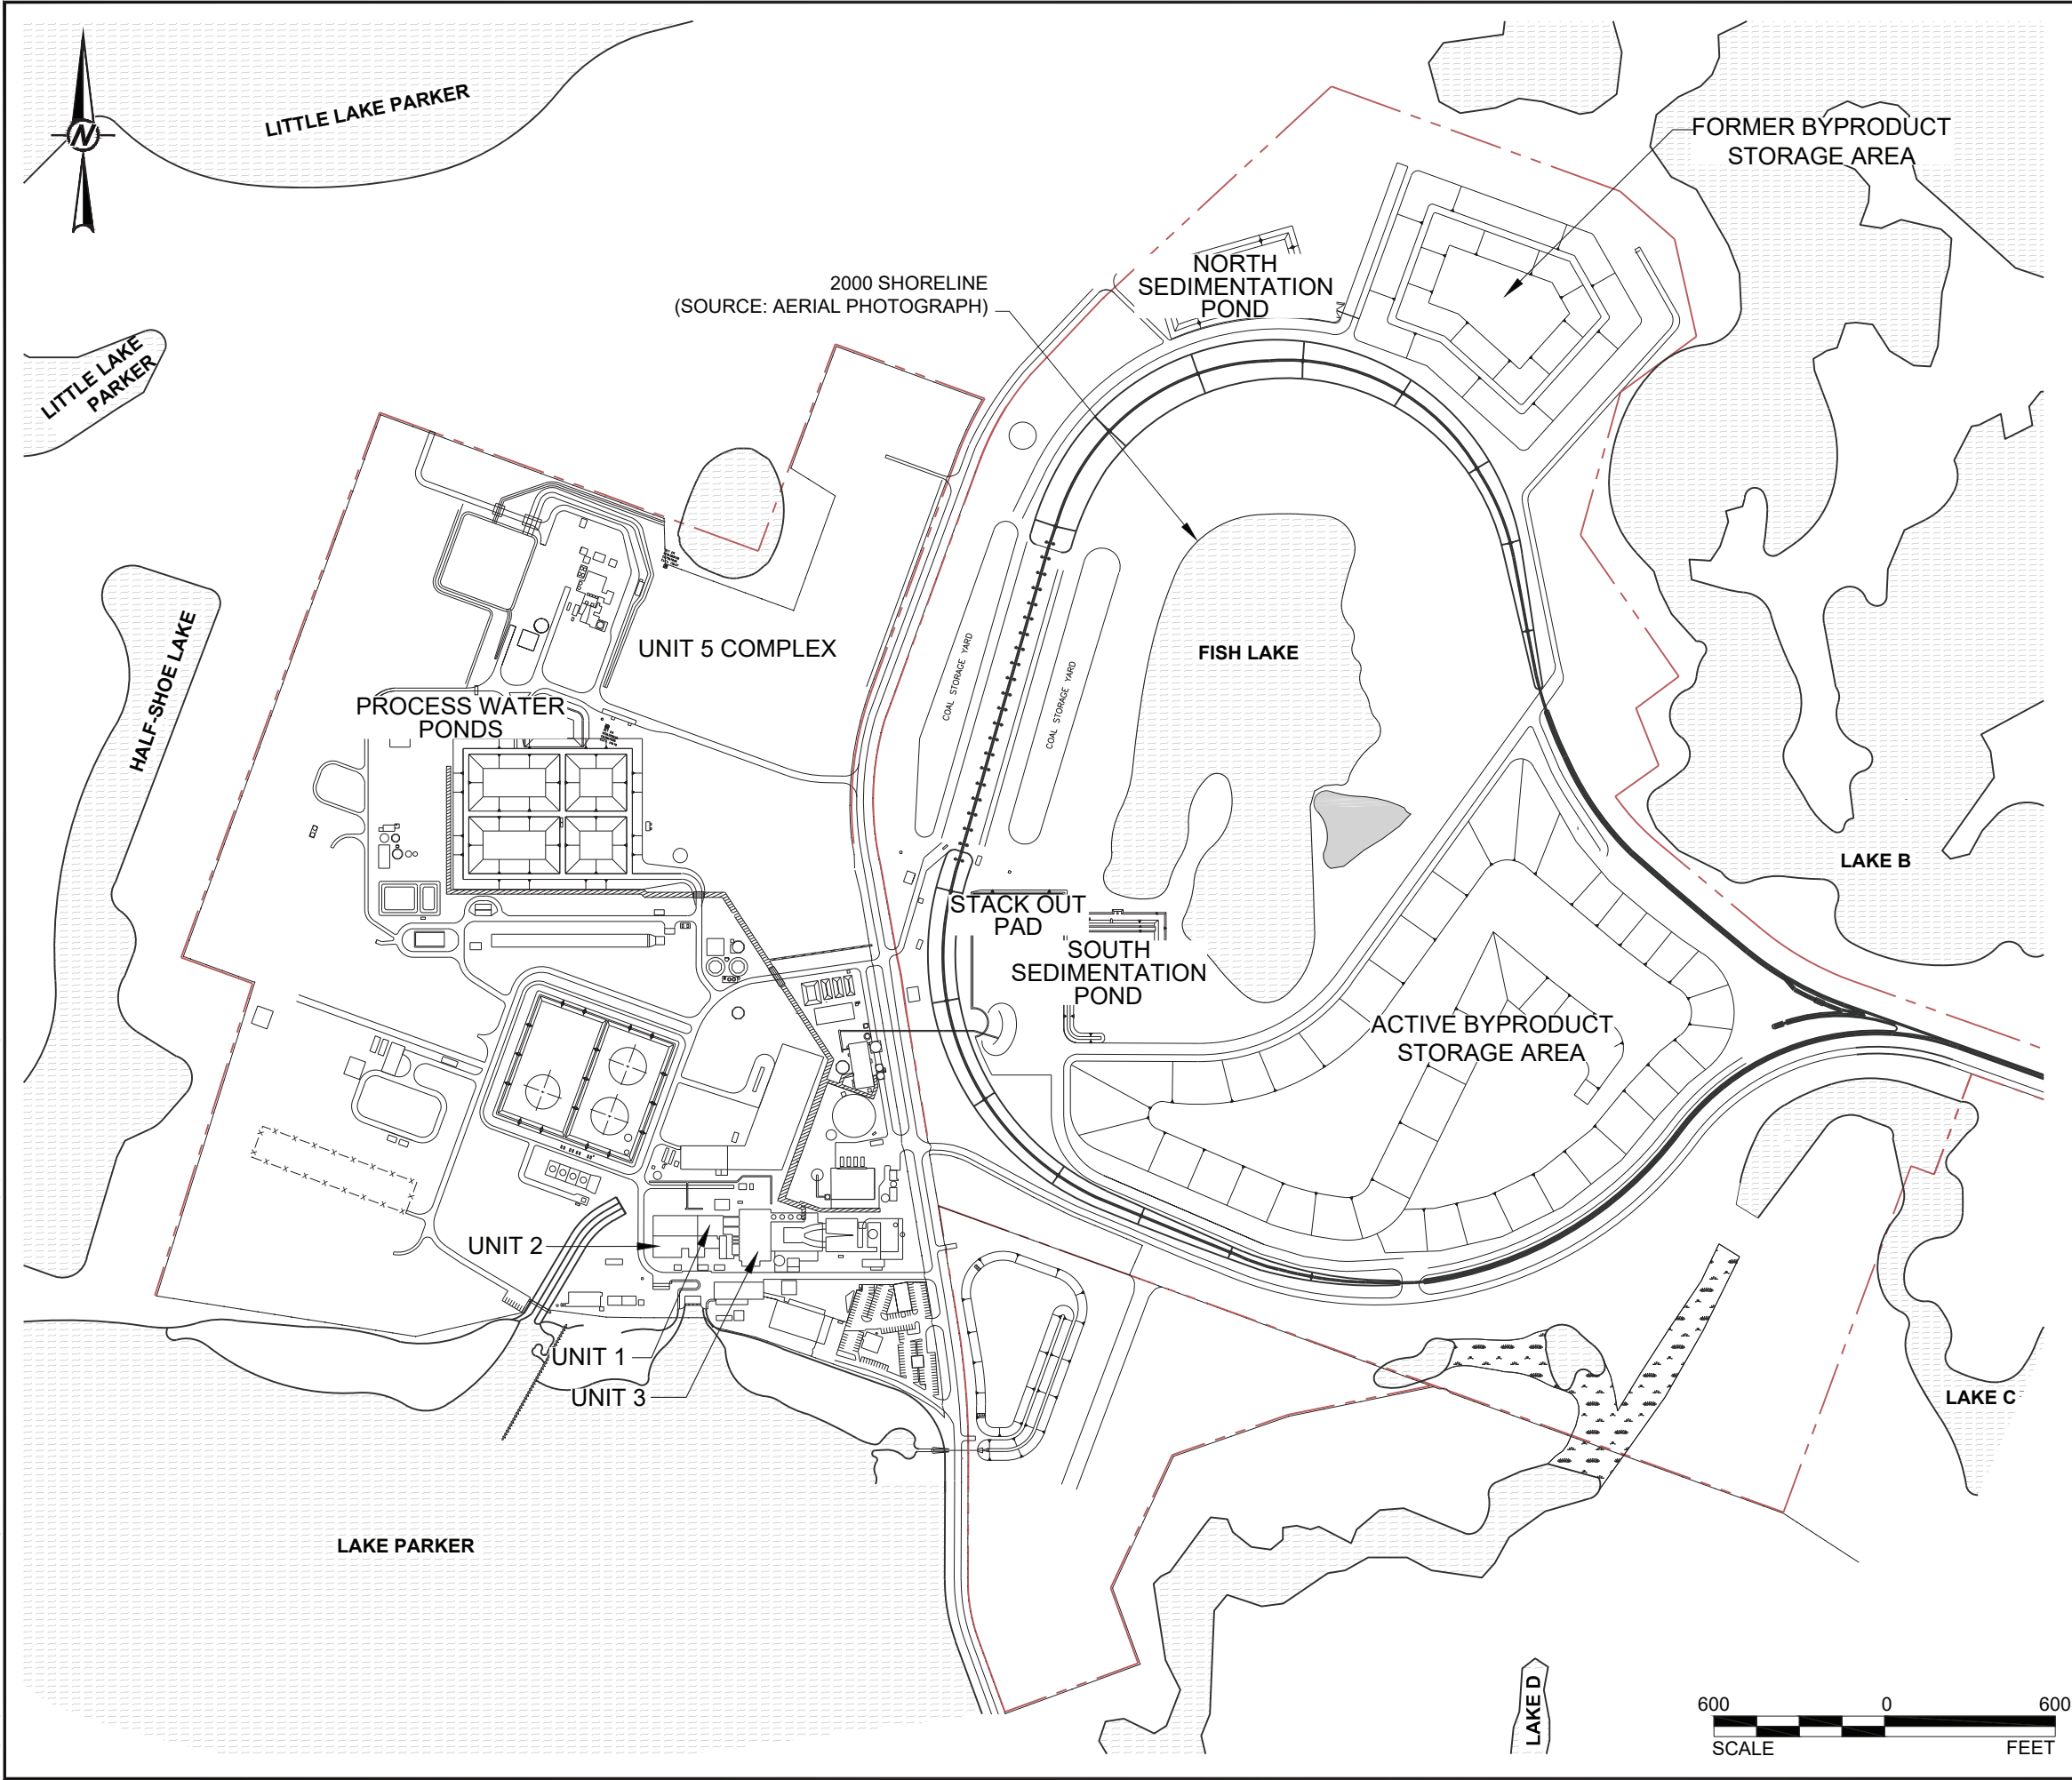 LITTLE LAKE PARKER
N
FORMER BYPRODUCT
STORAGE AREA
NORTH
SEDIMENTATION
POND
2000 SHORELINE
(SOURCE: AERIAL PHOTOGRAPH)
LITTLE LAKE
PARKER
HALF-SHOE LAKE
UNIT 5 COMPLEX
COAL STORAGE YARD
COAL STORAGE YARD
FISH LAKE
PROCESS WATER
PONDS
LAKE B
STACK OUT
PAD
SOUTH
SEDIMENTATION
POND
ACTIVE BYPRODUCT
STORAGE AREA
UNIT 2
UNIT 1
UNIT 3
LAKE C
LAKE PARKER
LAKE D
600 0 600
SCALE FEET